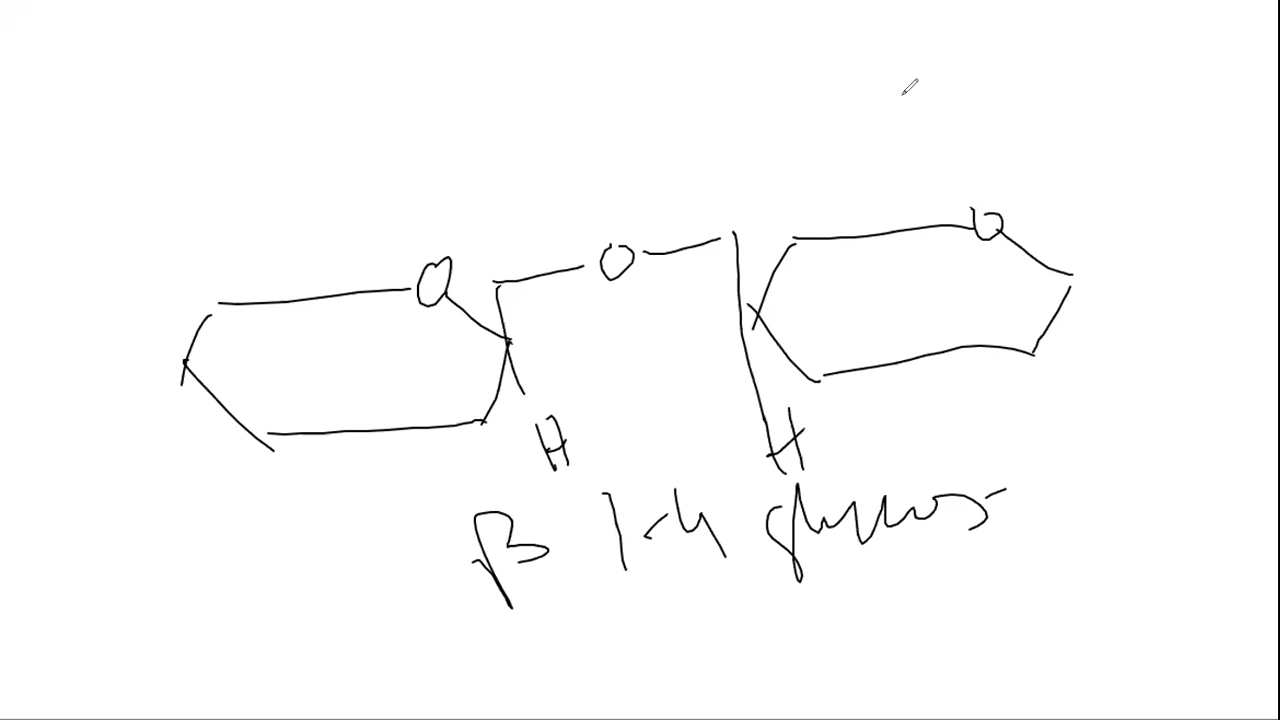 O O O
H H
β 1-4